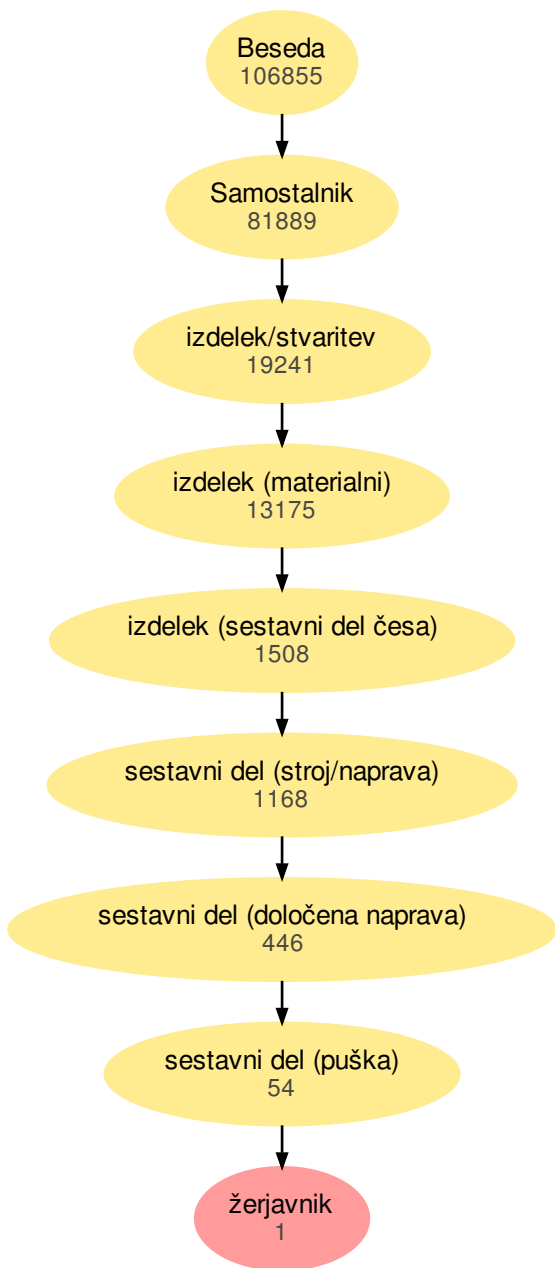 Beseda
106855
Samostalnik
81889
izdelek/stvaritev
19241
izdelek (materialni)
13175
izdelek (sestavni del česa)
1508
sestavni del (stroj/naprava)
1168
sestavni del (določena naprava)
446
sestavni del (puška)
54
žerjavnik
1